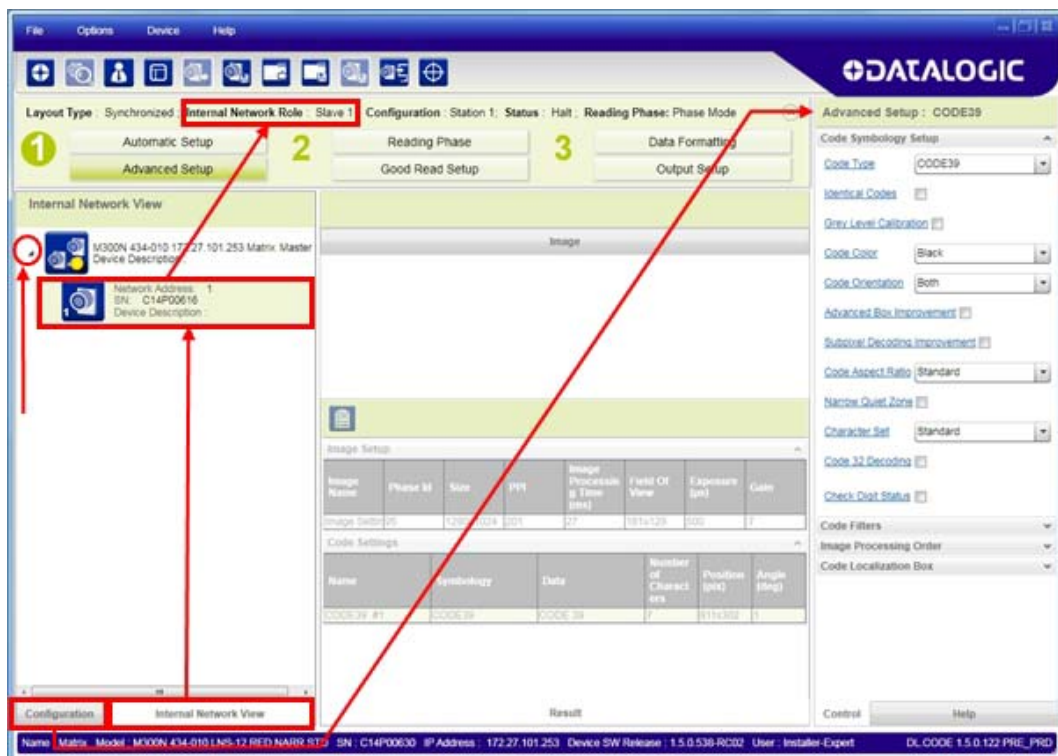 File Options Device Help
DATALOGIC
Layout Type : Synchronized ; Internal Network Role : Slave 1 Configuration : Station 1; Status : Halt ; Reading Phase: Phase Mode
1 Automatic Setup 2 Reading Phase 3 Data Formatting
Advanced Setup Good Read Setup Output Setup
Internal Network View
M300N 434-010 172.27.101.253 Matrix Master
Device Description :
Network Address: 1
SN: C14P00616
Device Description :
1
Image
Image Setup
Image Name Phase Id Size PPI Image Processing Time (ms) Field Of View Exposure (µs) Gain
201 27 181x129 500 7
Code Settings
Name Symbology Data Number of Characters Position (pix) Angle (deg)
CODE39 #1 CODE39 CODE 39 7 1
Configuration Internal Network View
Result
Advanced Setup : CODE39
Code Symbology Setup
Code Type CODE39
Identical Codes
Grey Level Calibration
Code Color Black
Code Orientation Both
Advanced Box Improvement
Subpixel Decoding Improvement
Code Aspect Ratio Standard
Narrow Quiet Zone
Character Set Standard
Code 32 Decoding
Check Digit Status
Code Filters
Image Processing Order
Code Localization Box
Control Help
Name : Matrix Model : M300N 434-010 LNS-12 RED NARR STD SN : C14P00630 IP Address : 172.27.101.253 Device SW Release : 1.5.0.536-RC02 User : Installer-Expert DL.CODE 1.5.0.122.PRE_PRD